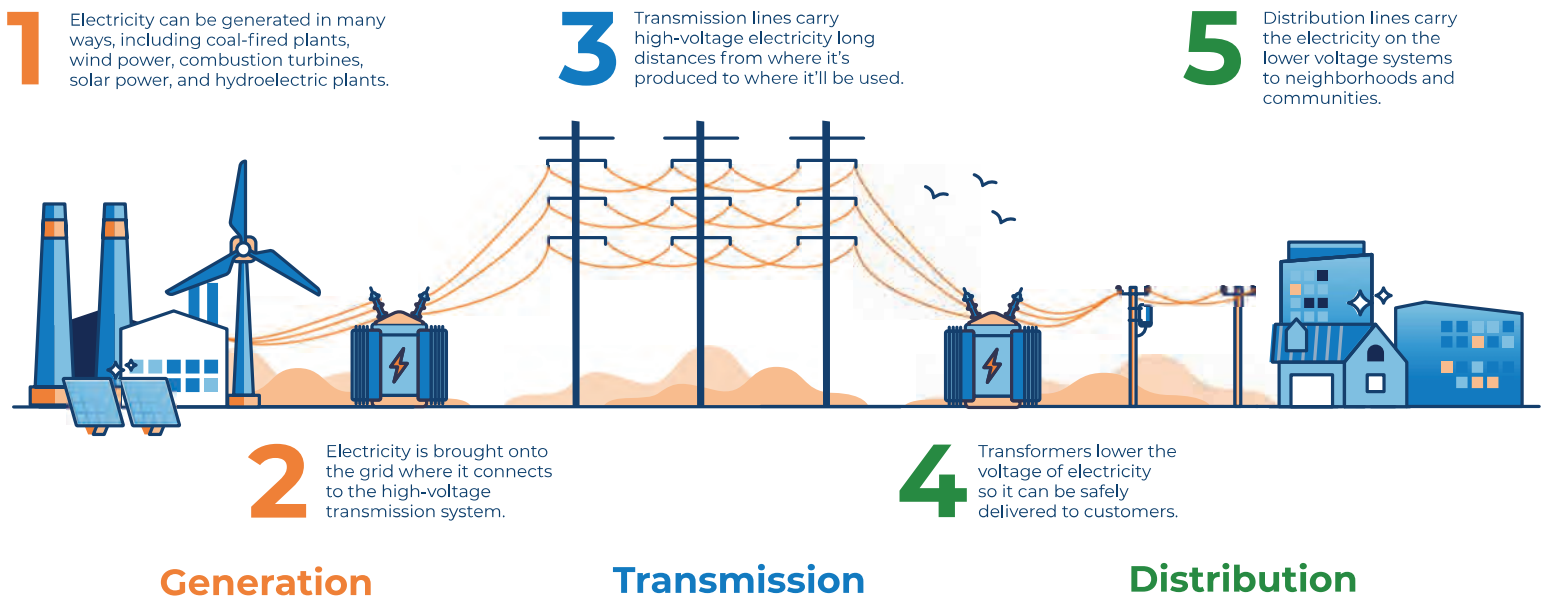 1
Electricity can be generated in many
ways, including coal-fired plants,
wind power, combustion turbines,
solar power, and hydroelectric plants.
3
Transmission lines carry
high-voltage electricity long
distances from where it's
produced to where it'll be used.
5
Distribution lines carry
the electricity on the
lower voltage systems
to neighborhoods and
communities.
2
Electricity is brought onto
the grid where it connects
to the high-voltage
transmission system.
4
Transformers lower the
voltage of electricity
so it can be safely
delivered to customers.
Generation
Transmission
Distribution